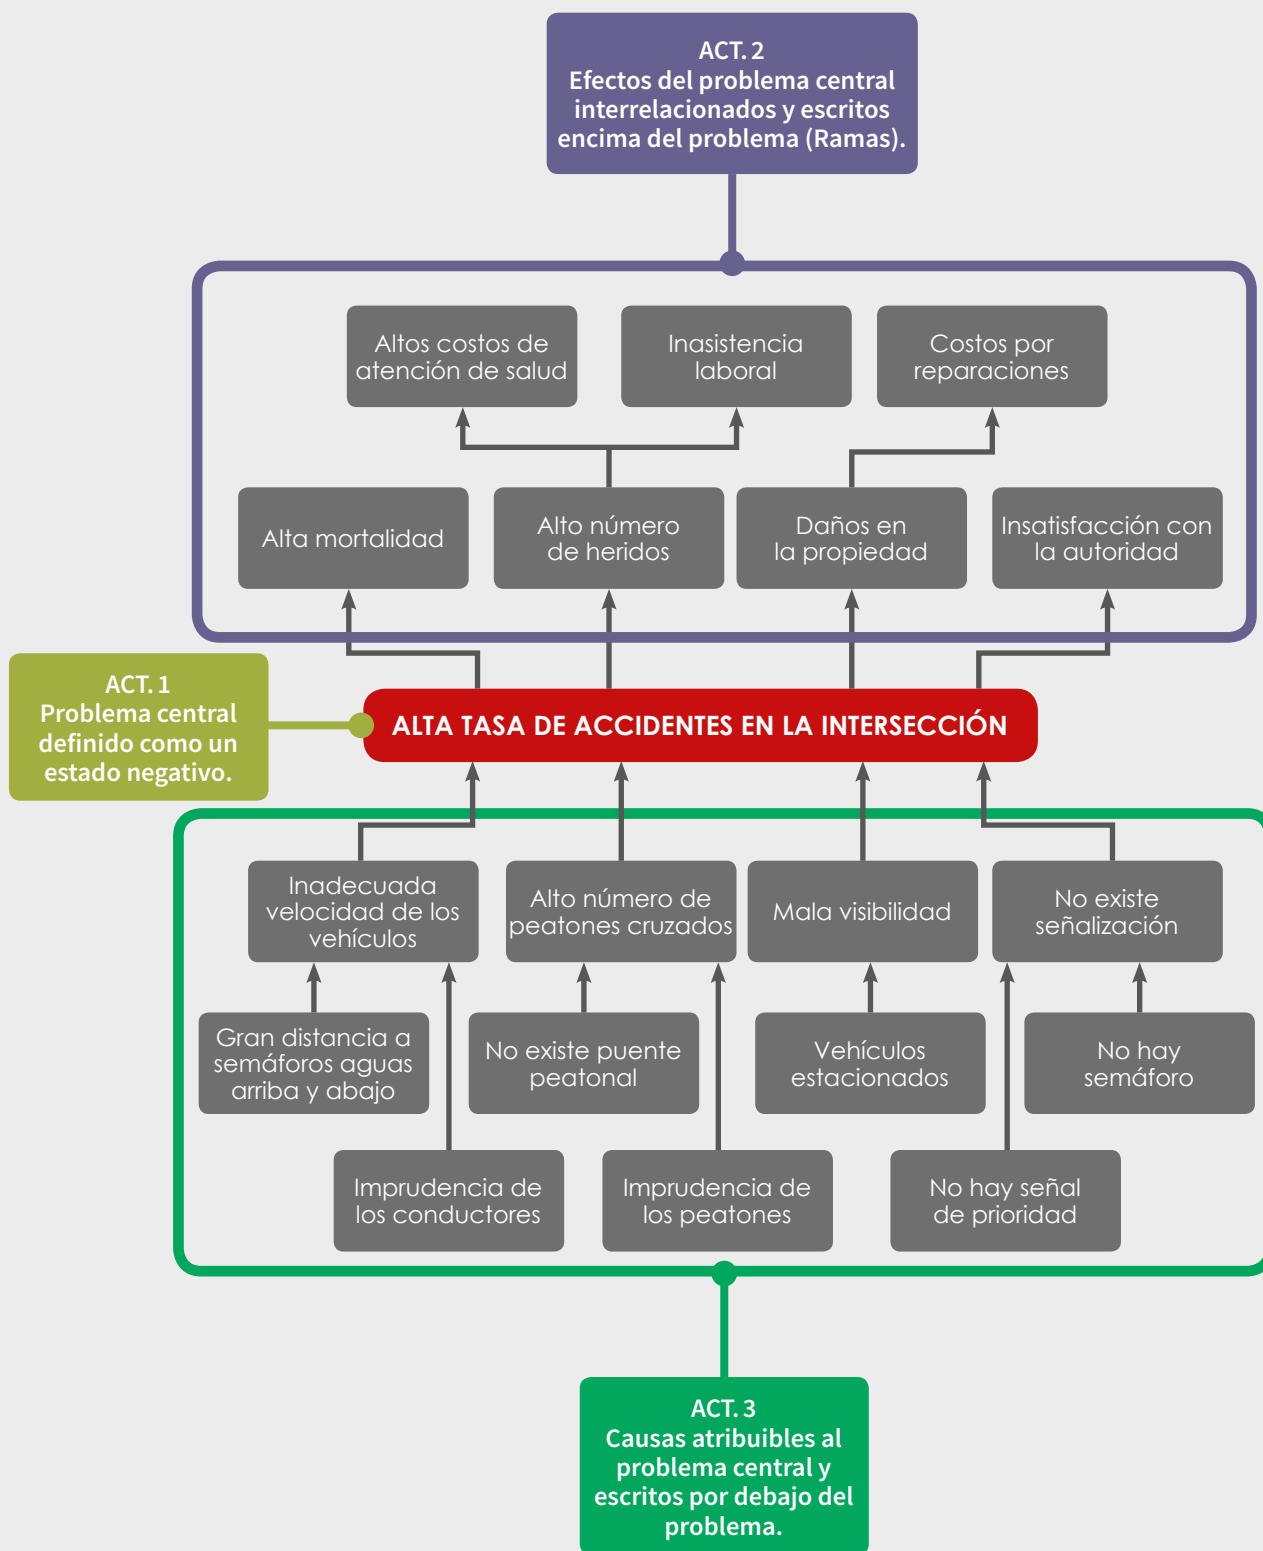 ACT. 2
Efectos del problema central
interrelacionados y escritos
encima del problema (Ramas).
Altos costos de
atención de salud
Inasistencia
laboral
Costos por
reparaciones
Alta mortalidad
Alto número
de heridos
Daños en
la propiedad
Insatisfacción con
la autoridad
ACT. 1
Problema central
definido como un
estado negativo.
ALTA TASA DE ACCIDENTES EN LA INTERSECCIÓN
Inadecuada
velocidad de los
vehículos
Alto número de
peatones cruzados
Mala visibilidad
No existe
señalización
Gran distancia a
semáforos aguas
arriba y abajo
No existe puente
peatonal
Vehículos
estacionados
No hay
semáforo
Imprudencia de
los conductores
Imprudencia de
los peatones
No hay señal
de prioridad
ACT. 3
Causas atribuibles al
problema central y
escritos por debajo del
problema.